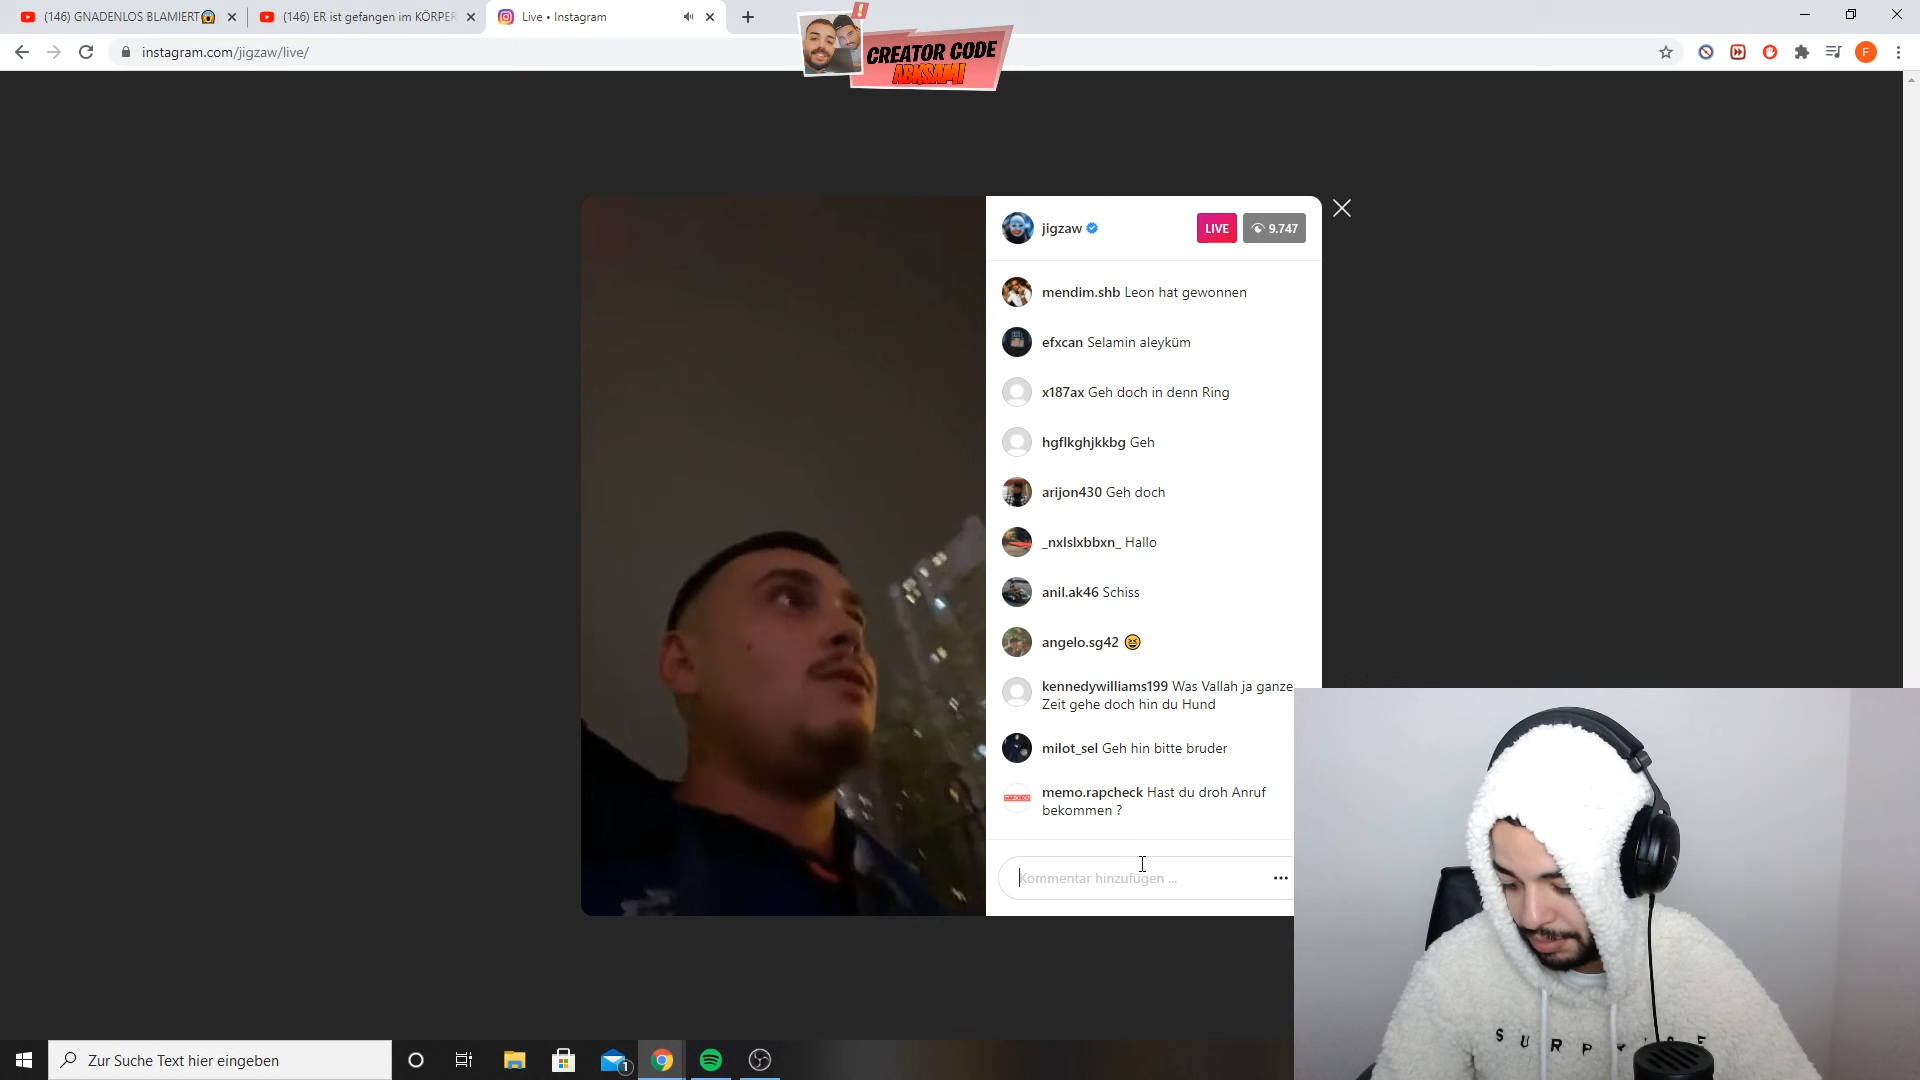 (146) GNADENLOS BLAMIERT😱
(146) ER ist gefangen im KÖRPER
Live • Instagram
instagram.com/jigzaw/live/
CREATOR CODE
ABKSAMI
F
jigzaw
LIVE
9.747
mendim.shb Leon hat gewonnen
efxcan Selamin aleyküm
x187ax Geh doch in denn Ring
hgflkghjkkbg Geh
arijon430 Geh doch
_nxlslxbbxn_ Hallo
anil.ak46 Schiss
angelo.sg42 😆
kennedywilliams199 Was Vallah ja ganze
Zeit gehe doch hin du Hund
milot_sel Geh hin bitte bruder
memo.rapcheck Hast du droh Anruf
bekommen ?
Kommentar hinzufügen ...
Zur Suche Text hier eingeben
1